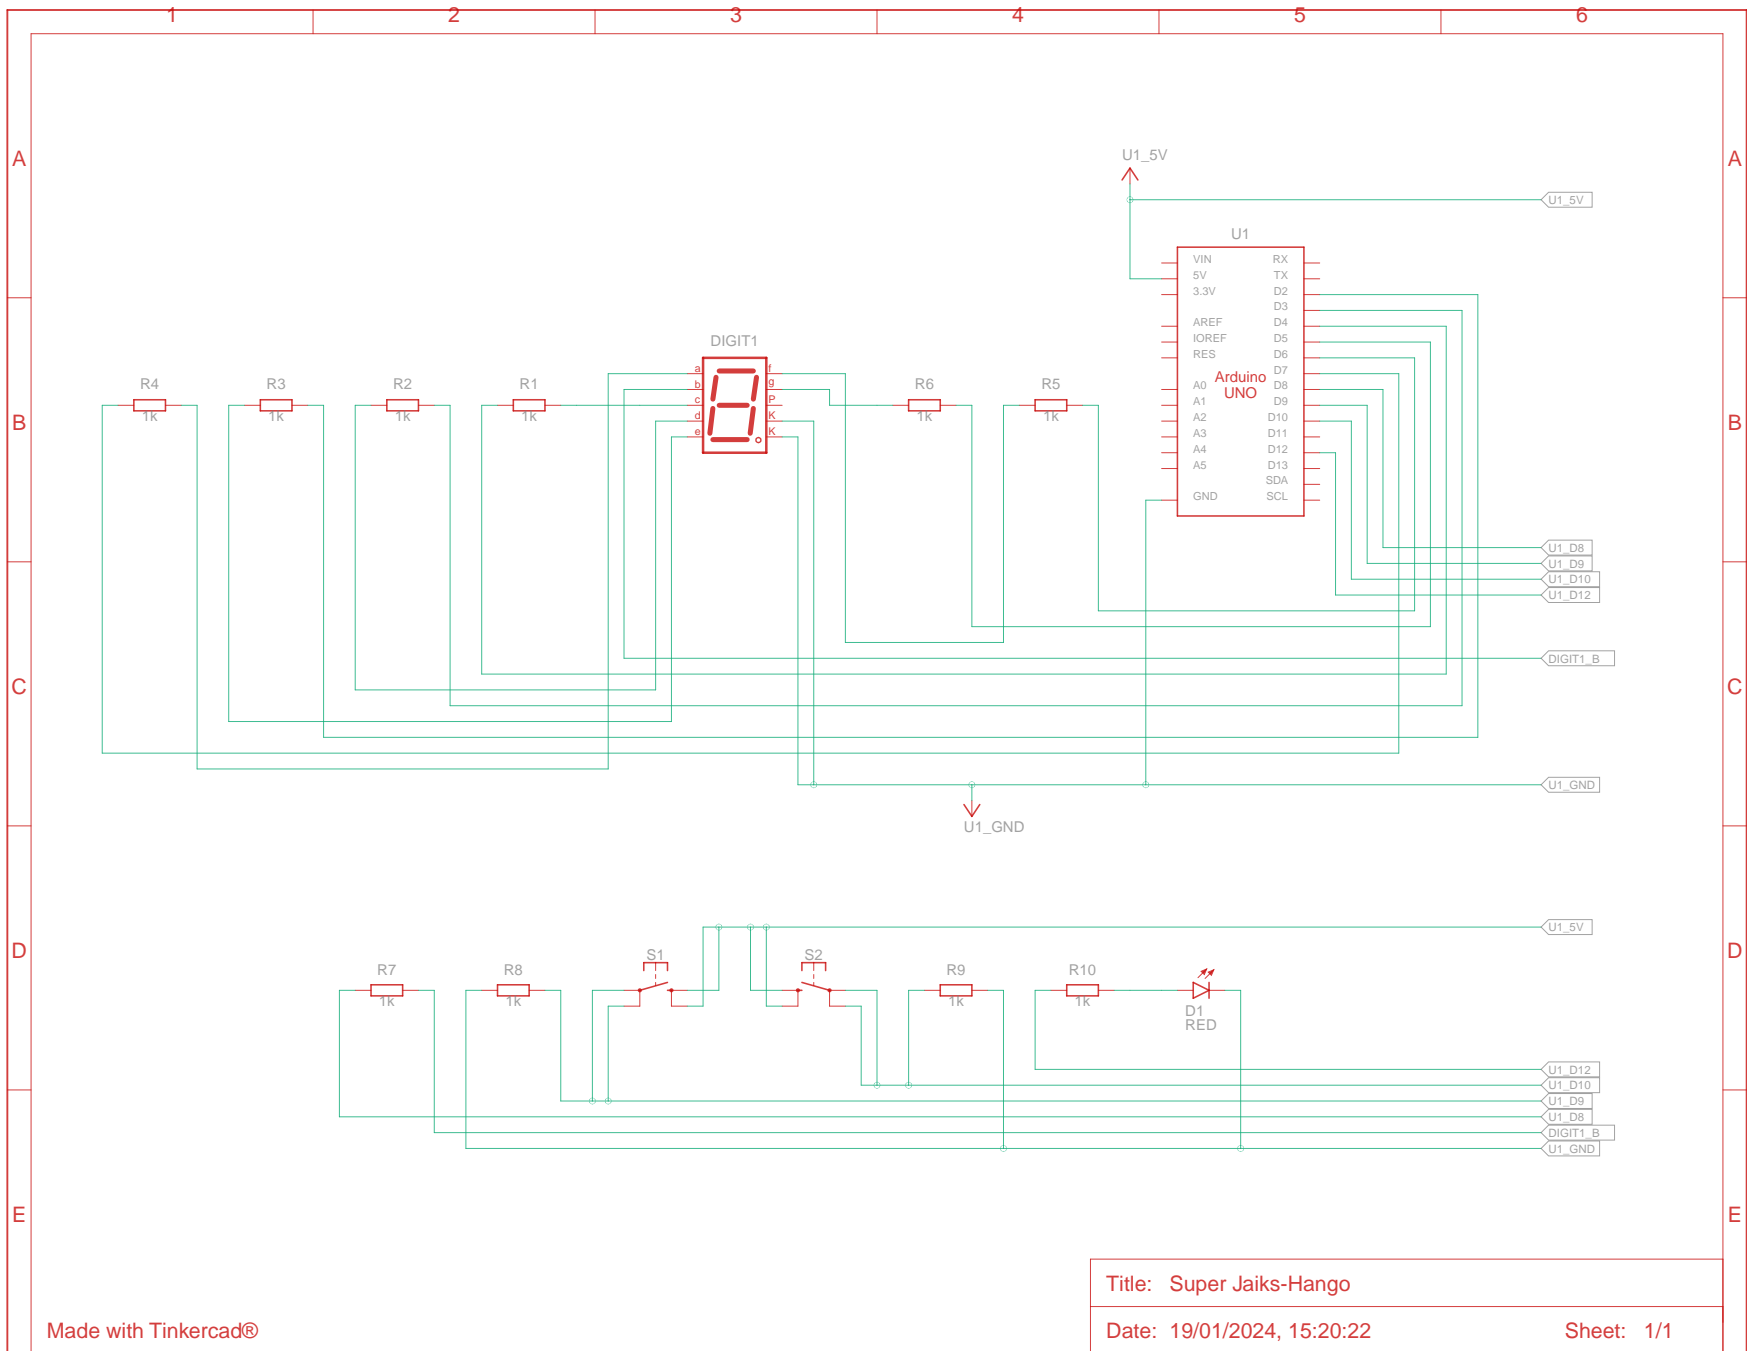 1 2 3 4 5 6
A A
U1_5V
U1_5V
U1
VIN RX
5V TX
3.3V D2
D3
AREF D4
IOREF D5
RES D6
D7
A0 D8
A1 D9
A2 D10
A3 D11
A4 D12
A5 D13
SDA
GND SCL
Arduino
UNO
DIGIT1
a f
b g
c P
d K
e K
R4 R3 R2 R1 R6 R5
1k 1k 1k 1k 1k 1k
B B
U1_D8
U1_D9
U1_D10
U1_D12
DIGIT1_B
C C
U1_GND
U1_GND
U1_5V
D D
S1 S2
R7 R8 R9 R10
1k 1k 1k 1k
D1
RED
U1_D12
U1_D10
U1_D9
U1_D8
DIGIT1_B
U1_GND
E E
Title: Super Jaiks-Hango
Made with Tinkercad®
Date: 19/01/2024, 15:20:22 Sheet: 1/1